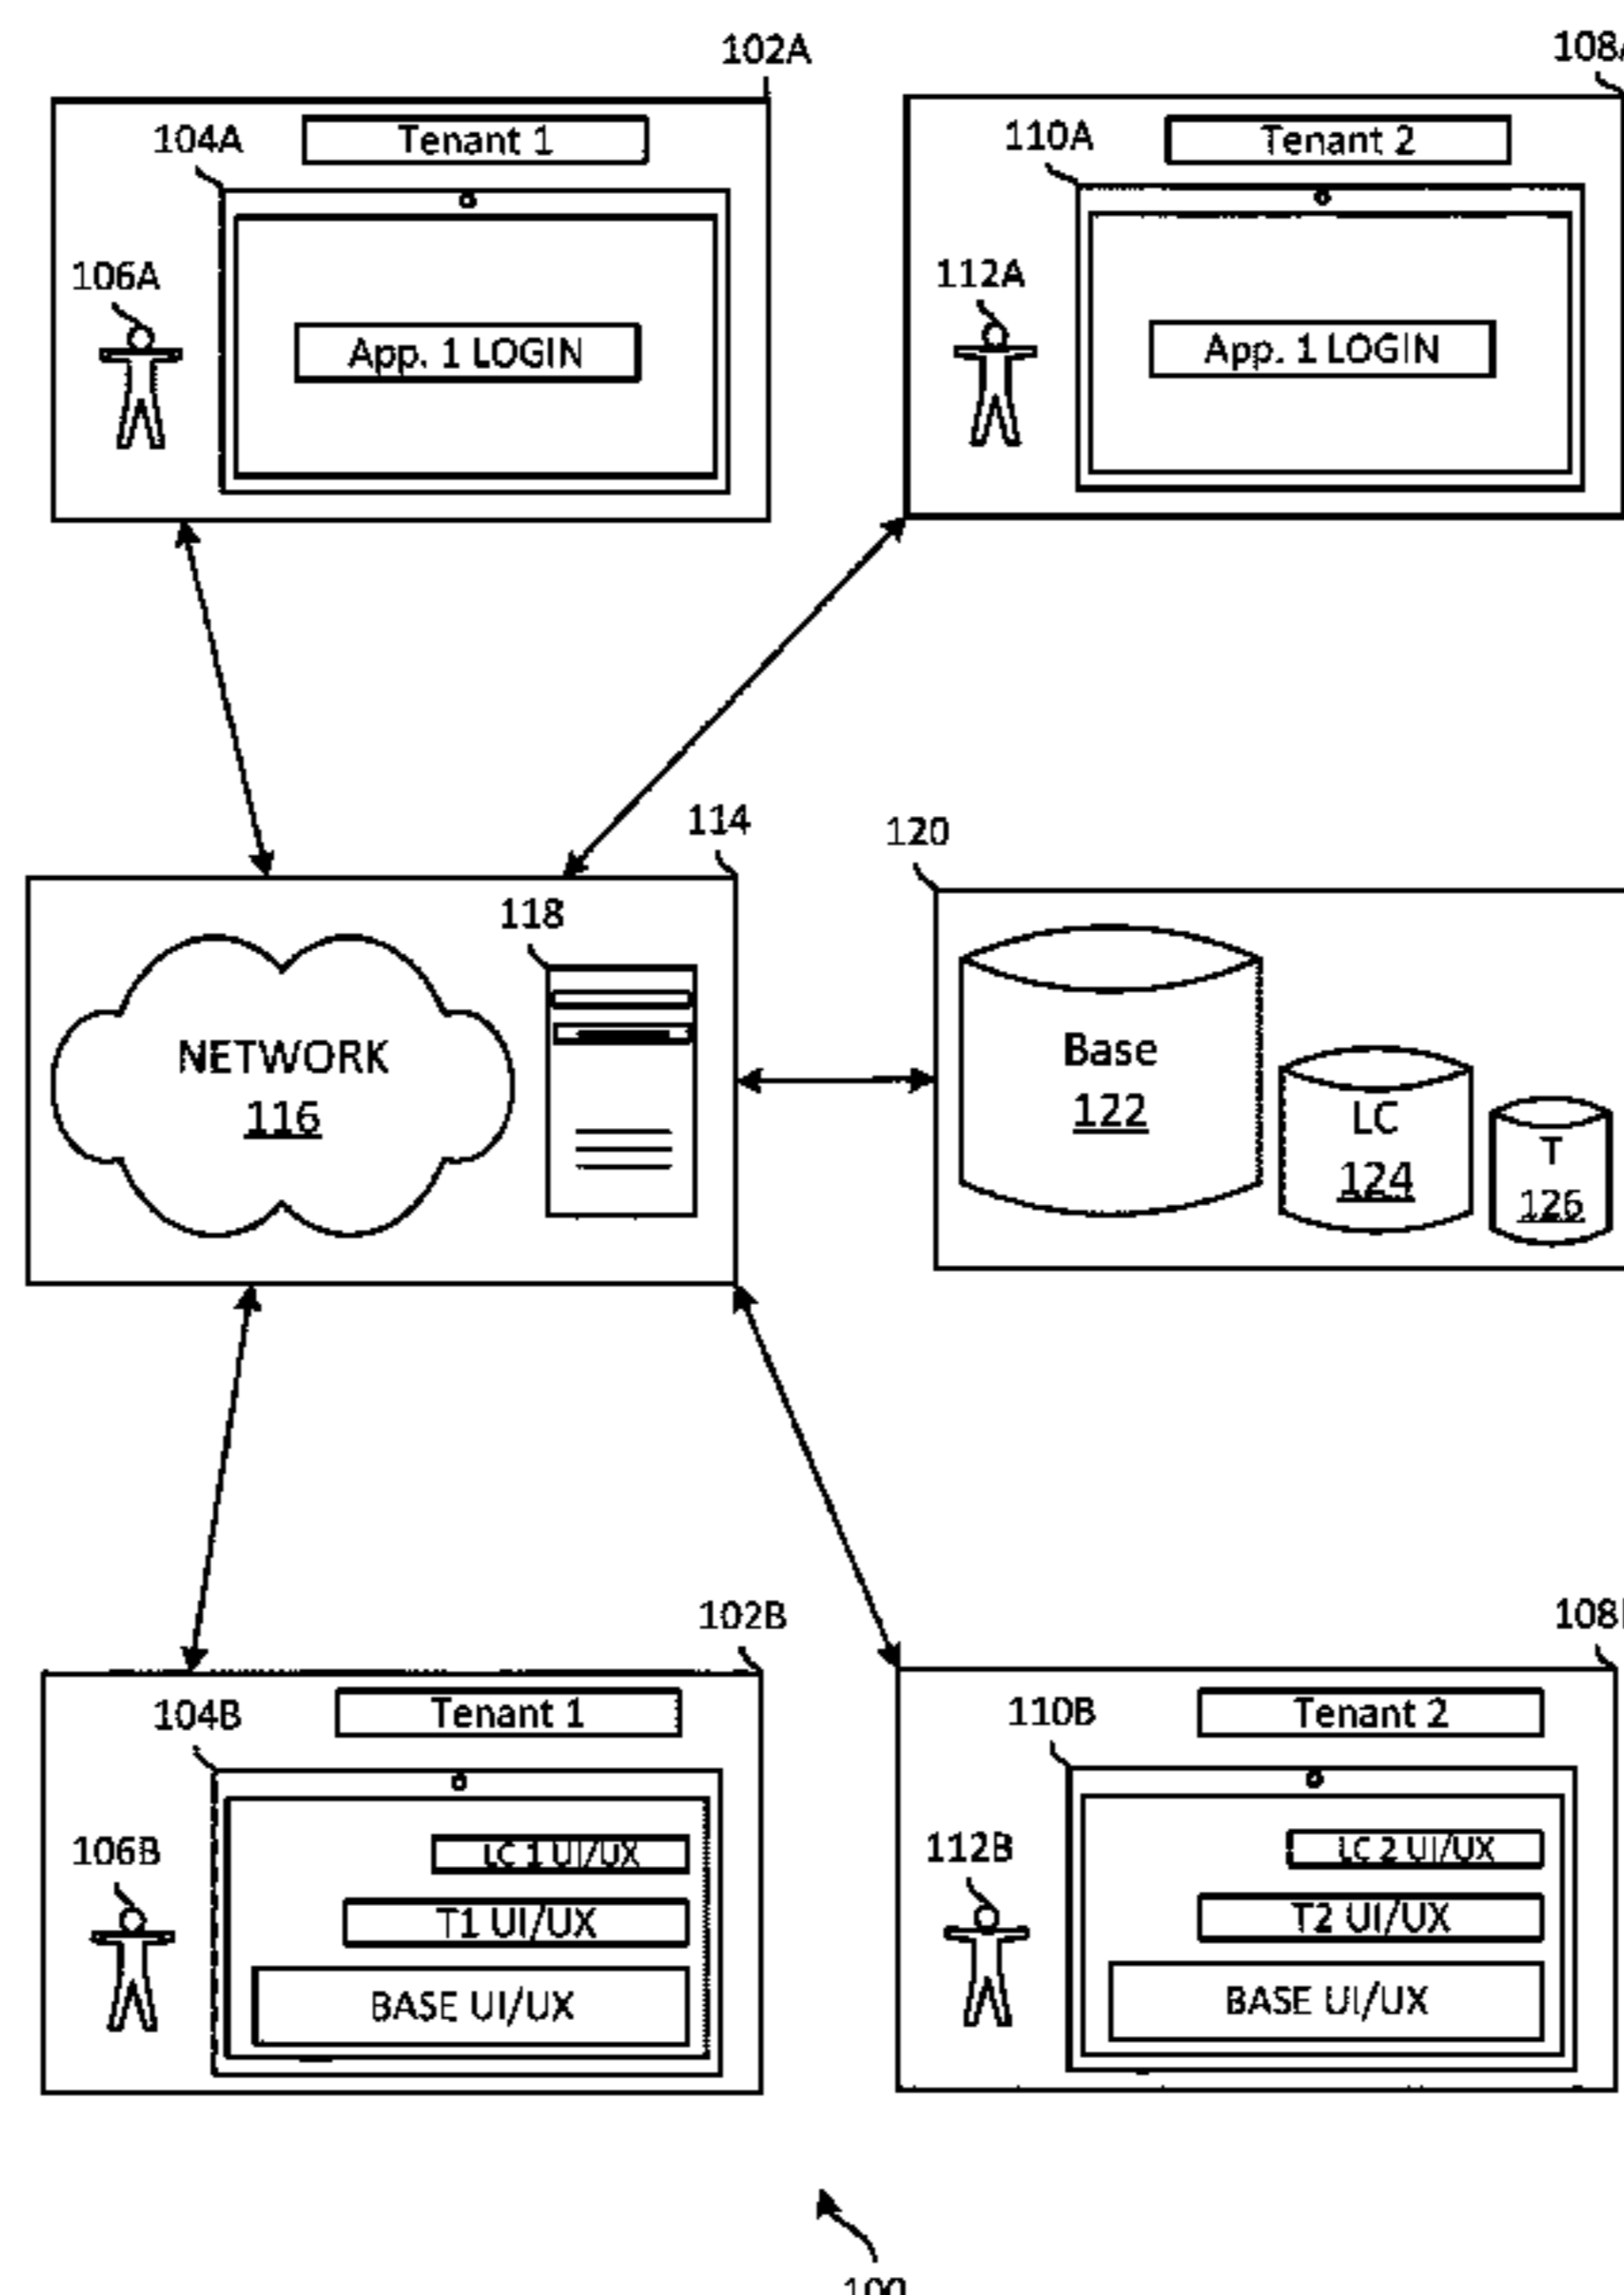 102A
108A
104A
Tenant 1
110A
Tenant 2
106A
112A
App. 1 LOGIN
App. 1 LOGIN
114
120
118
NETWORK
116
Base
122
LC
124
T
126
102B
108
104B
Tenant 1
110B
Tenant 2
106B
LC 1 UI/UX
112B
LC 2 UI/UX
T1 UI/UX
T2 UI/UX
BASE UI/UX
BASE UI/UX
100